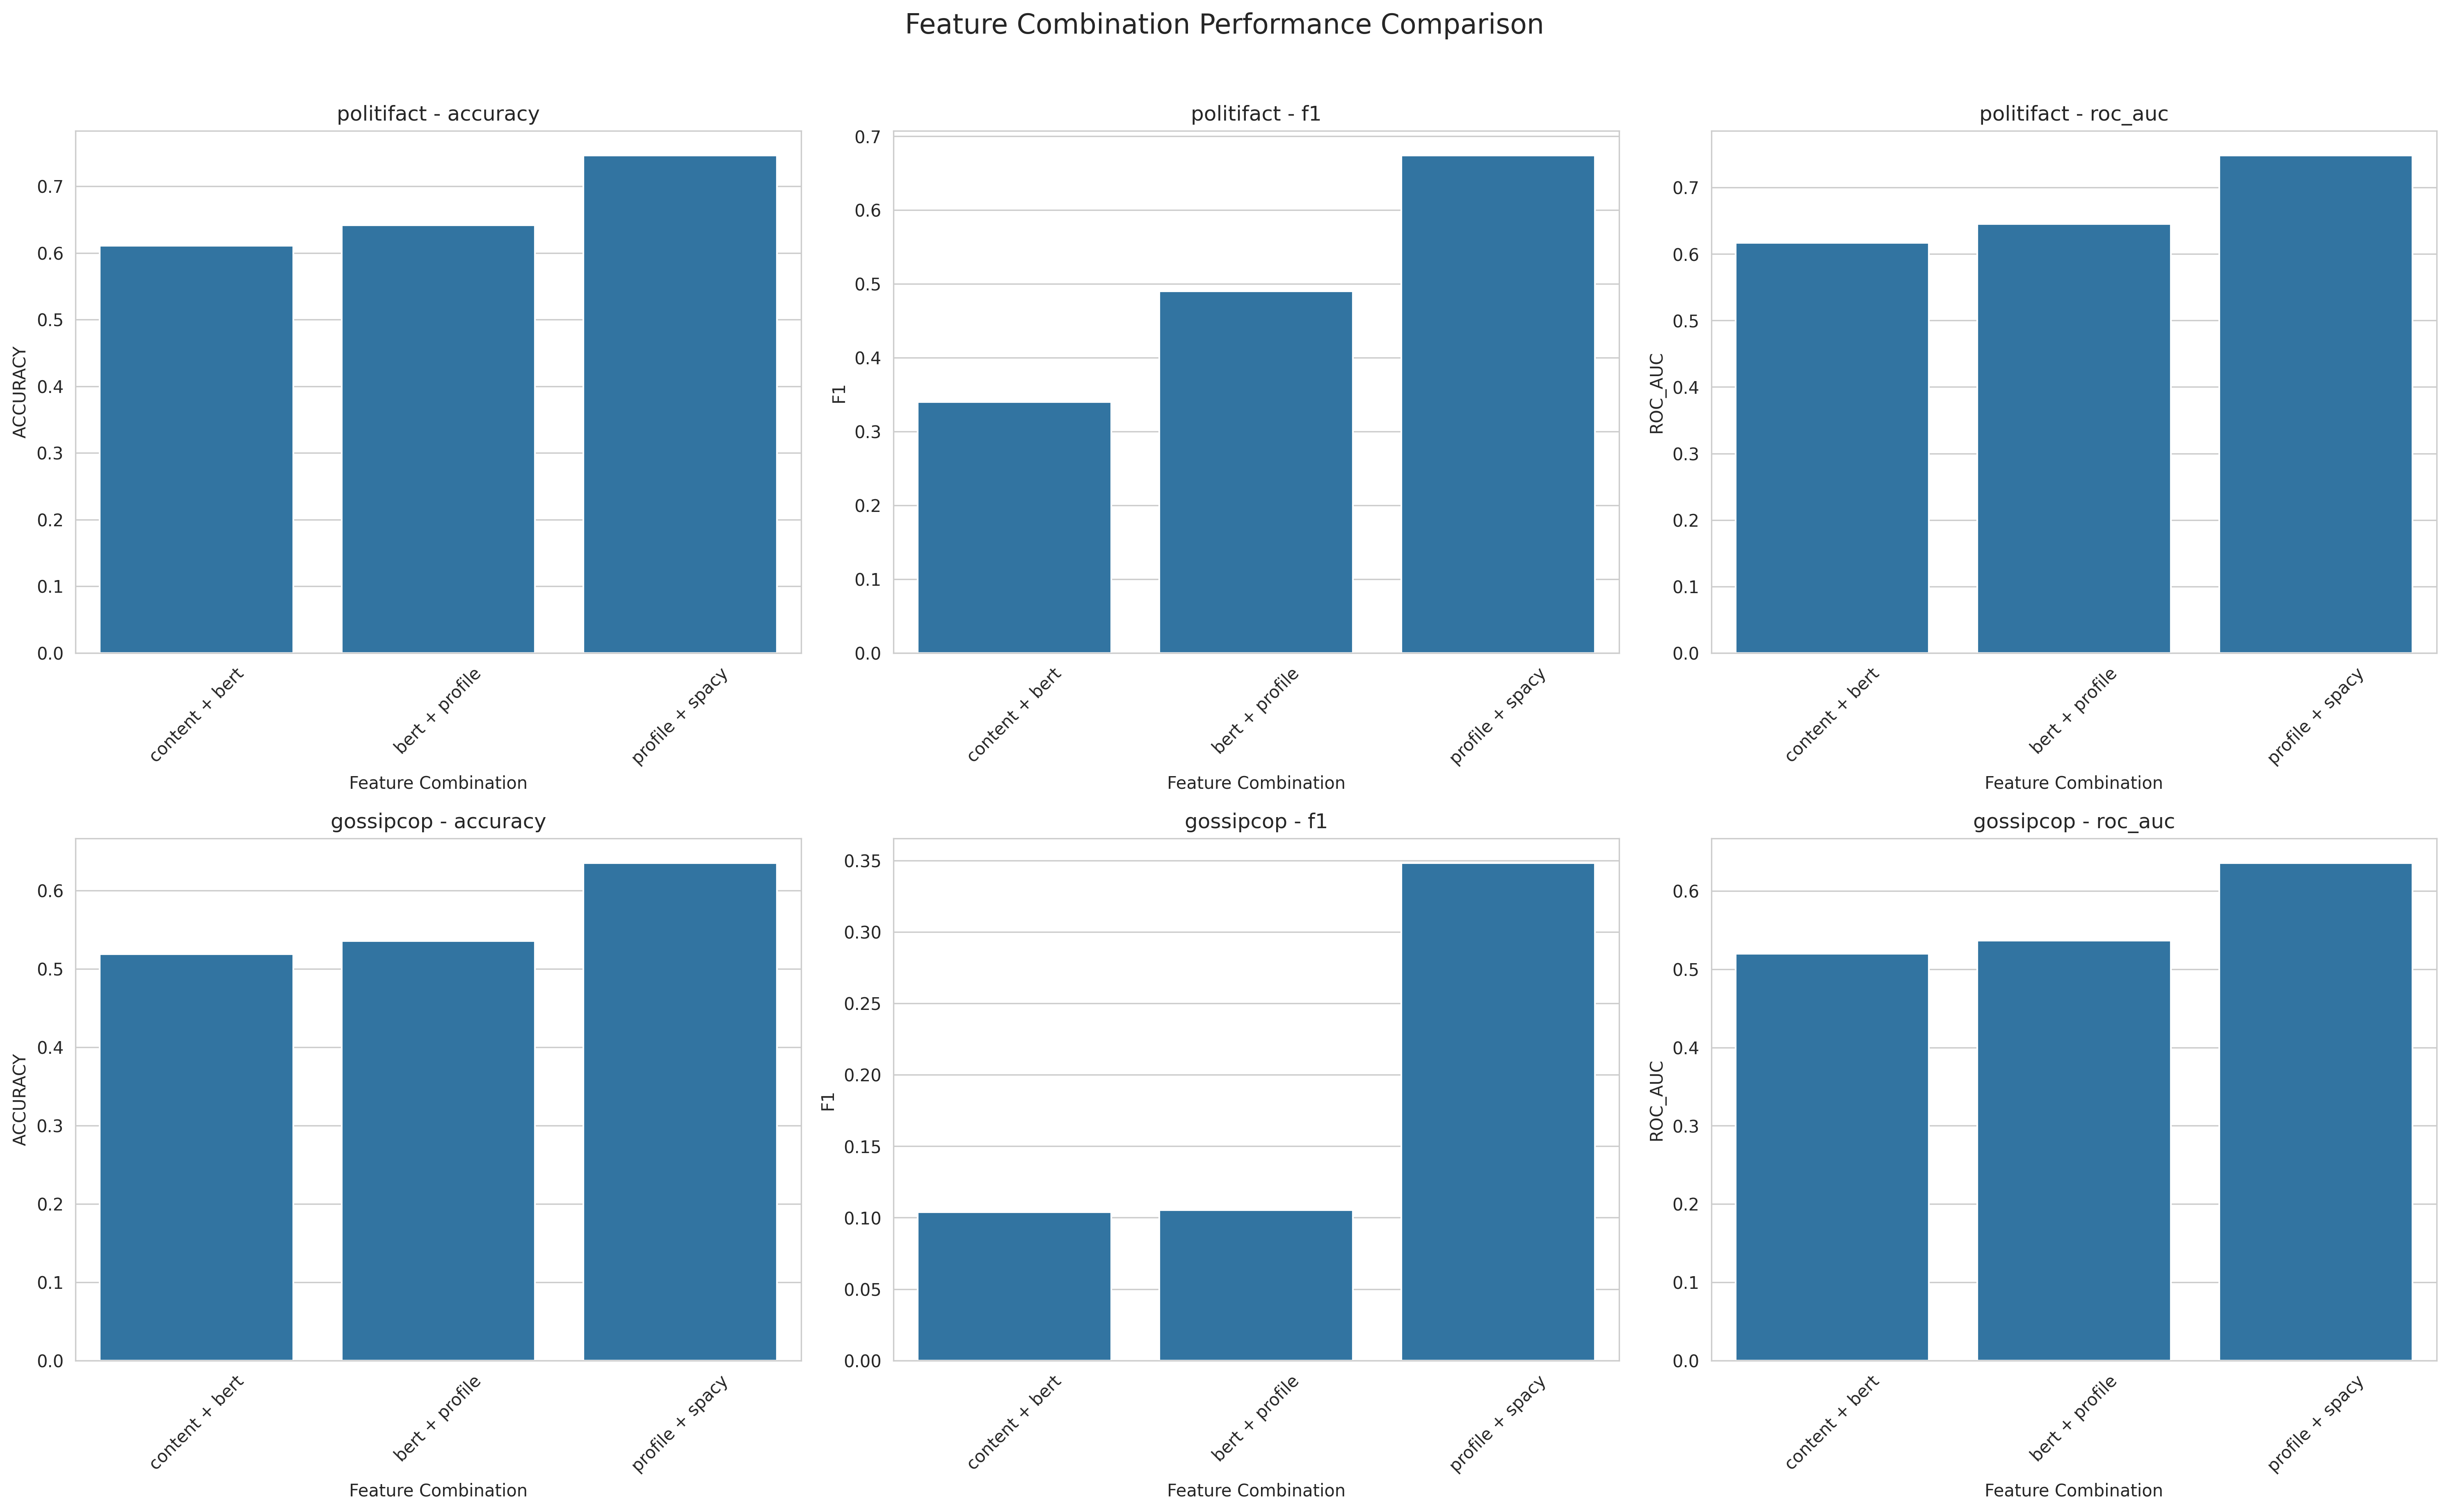 Feature Combination Performance Comparison
politifact - accuracy
ACCURACY
0.7
0.6
0.5
0.4
0.3
0.2
0.1
0.0
content + bert
bert + profile
profile + spacy
Feature Combination
politifact - f1
F1
0.7
0.6
0.5
0.4
0.3
0.2
0.1
0.0
content + bert
bert + profile
profile + spacy
Feature Combination
politifact - roc_auc
ROC_AUC
0.7
0.6
0.5
0.4
0.3
0.2
0.1
0.0
content + bert
bert + profile
profile + spacy
Feature Combination
gossipcop - accuracy
ACCURACY
0.6
0.5
0.4
0.3
0.2
0.1
0.0
content + bert
bert + profile
profile + spacy
Feature Combination
gossipcop - f1
F1
0.35
0.30
0.25
0.20
0.15
0.10
0.05
0.00
content + bert
bert + profile
profile + spacy
Feature Combination
gossipcop - roc_auc
ROC_AUC
0.6
0.5
0.4
0.3
0.2
0.1
0.0
content + bert
bert + profile
profile + spacy
Feature Combination